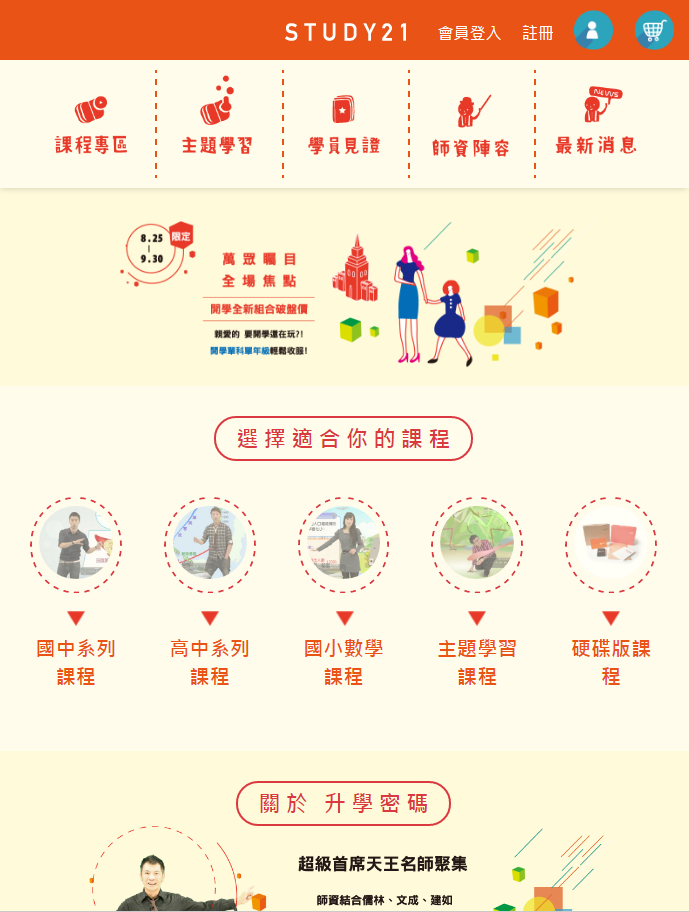 STUDY21 會員登入 註冊
NEWS
課程專區 主題學習 學員見證 師資陣容 最新消息
8.25
|
9.30
限定
萬眾矚目
全場焦點
開學全新組合破盤價
親愛的 要開學還在玩?!
開學單科單年級輕鬆收服!
選擇適合你的課程
國中系列
課程
高中系列
課程
國小數學
課程
主題學習
課程
硬碟版課
程
關於 升學密碼
超級首席天王名師聚集
師資結合儒林、文成、建如